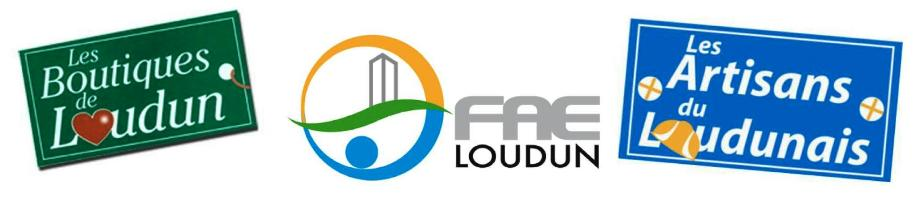 Les
Boutiques
de
Loudun
FAE
LOUDUN
Les
Artisans
du
Loudunais